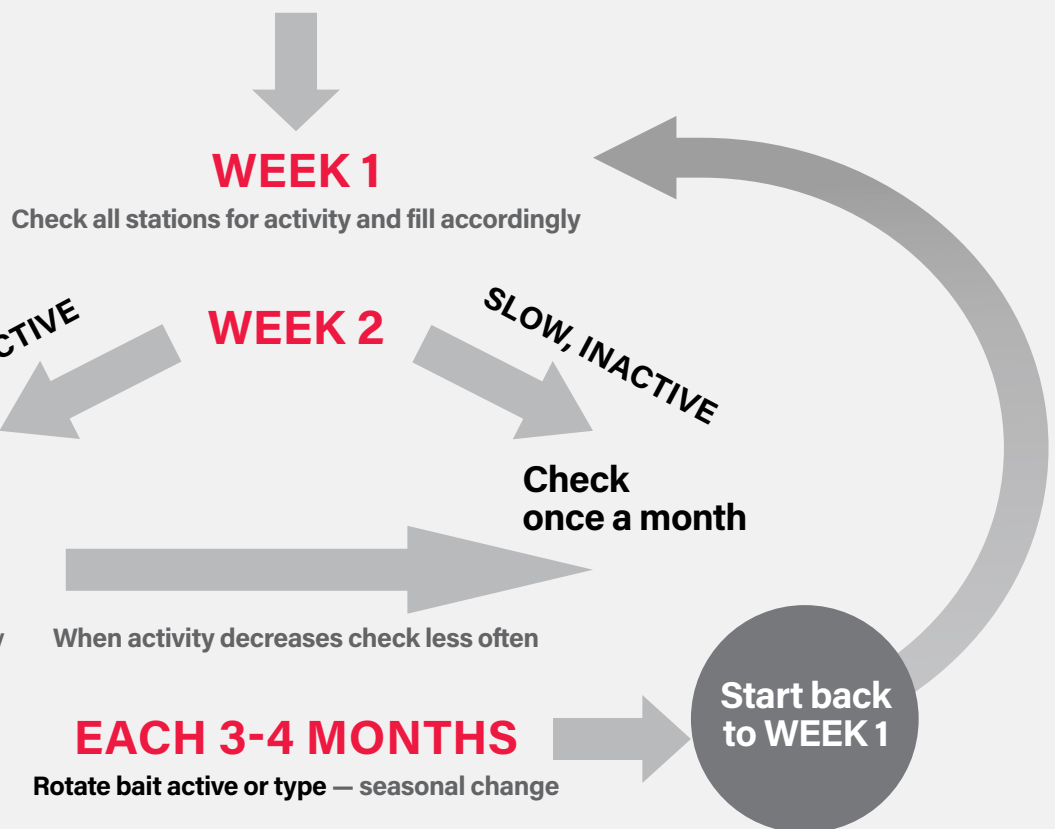 WEEK 1
Check all stations for activity and fill accordingly
WEEK 2
SLOW, INACTIVE
Check
once a month
When activity decreases check less often
EACH 3-4 MONTHS
Rotate bait active or type — seasonal change
Start back
to WEEK 1